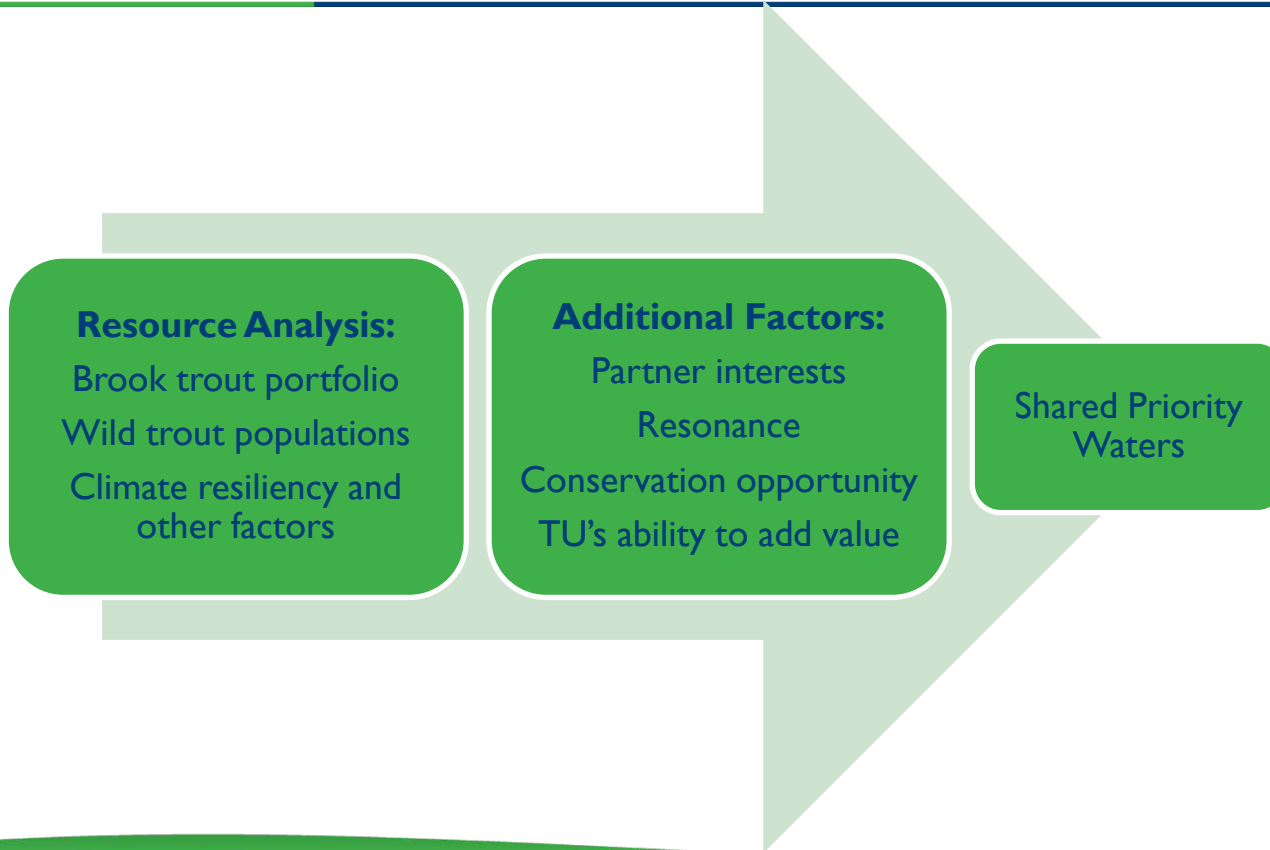 Resource Analysis:
Brook trout portfolio
Wild trout populations
Climate resiliency and
other factors
Additional Factors:
Partner interests
Resonance
Conservation opportunity
TU’s ability to add value
Shared Priority
Waters